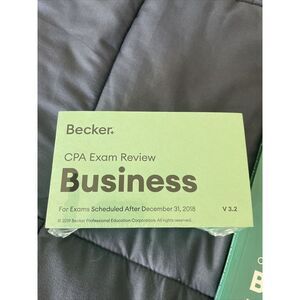 Becker.
CPA Exam Review
Business
For Exams Scheduled After December 31, 2018
V 3.2
© 2019 Becker Professional Education Corporation. All rights reserved.